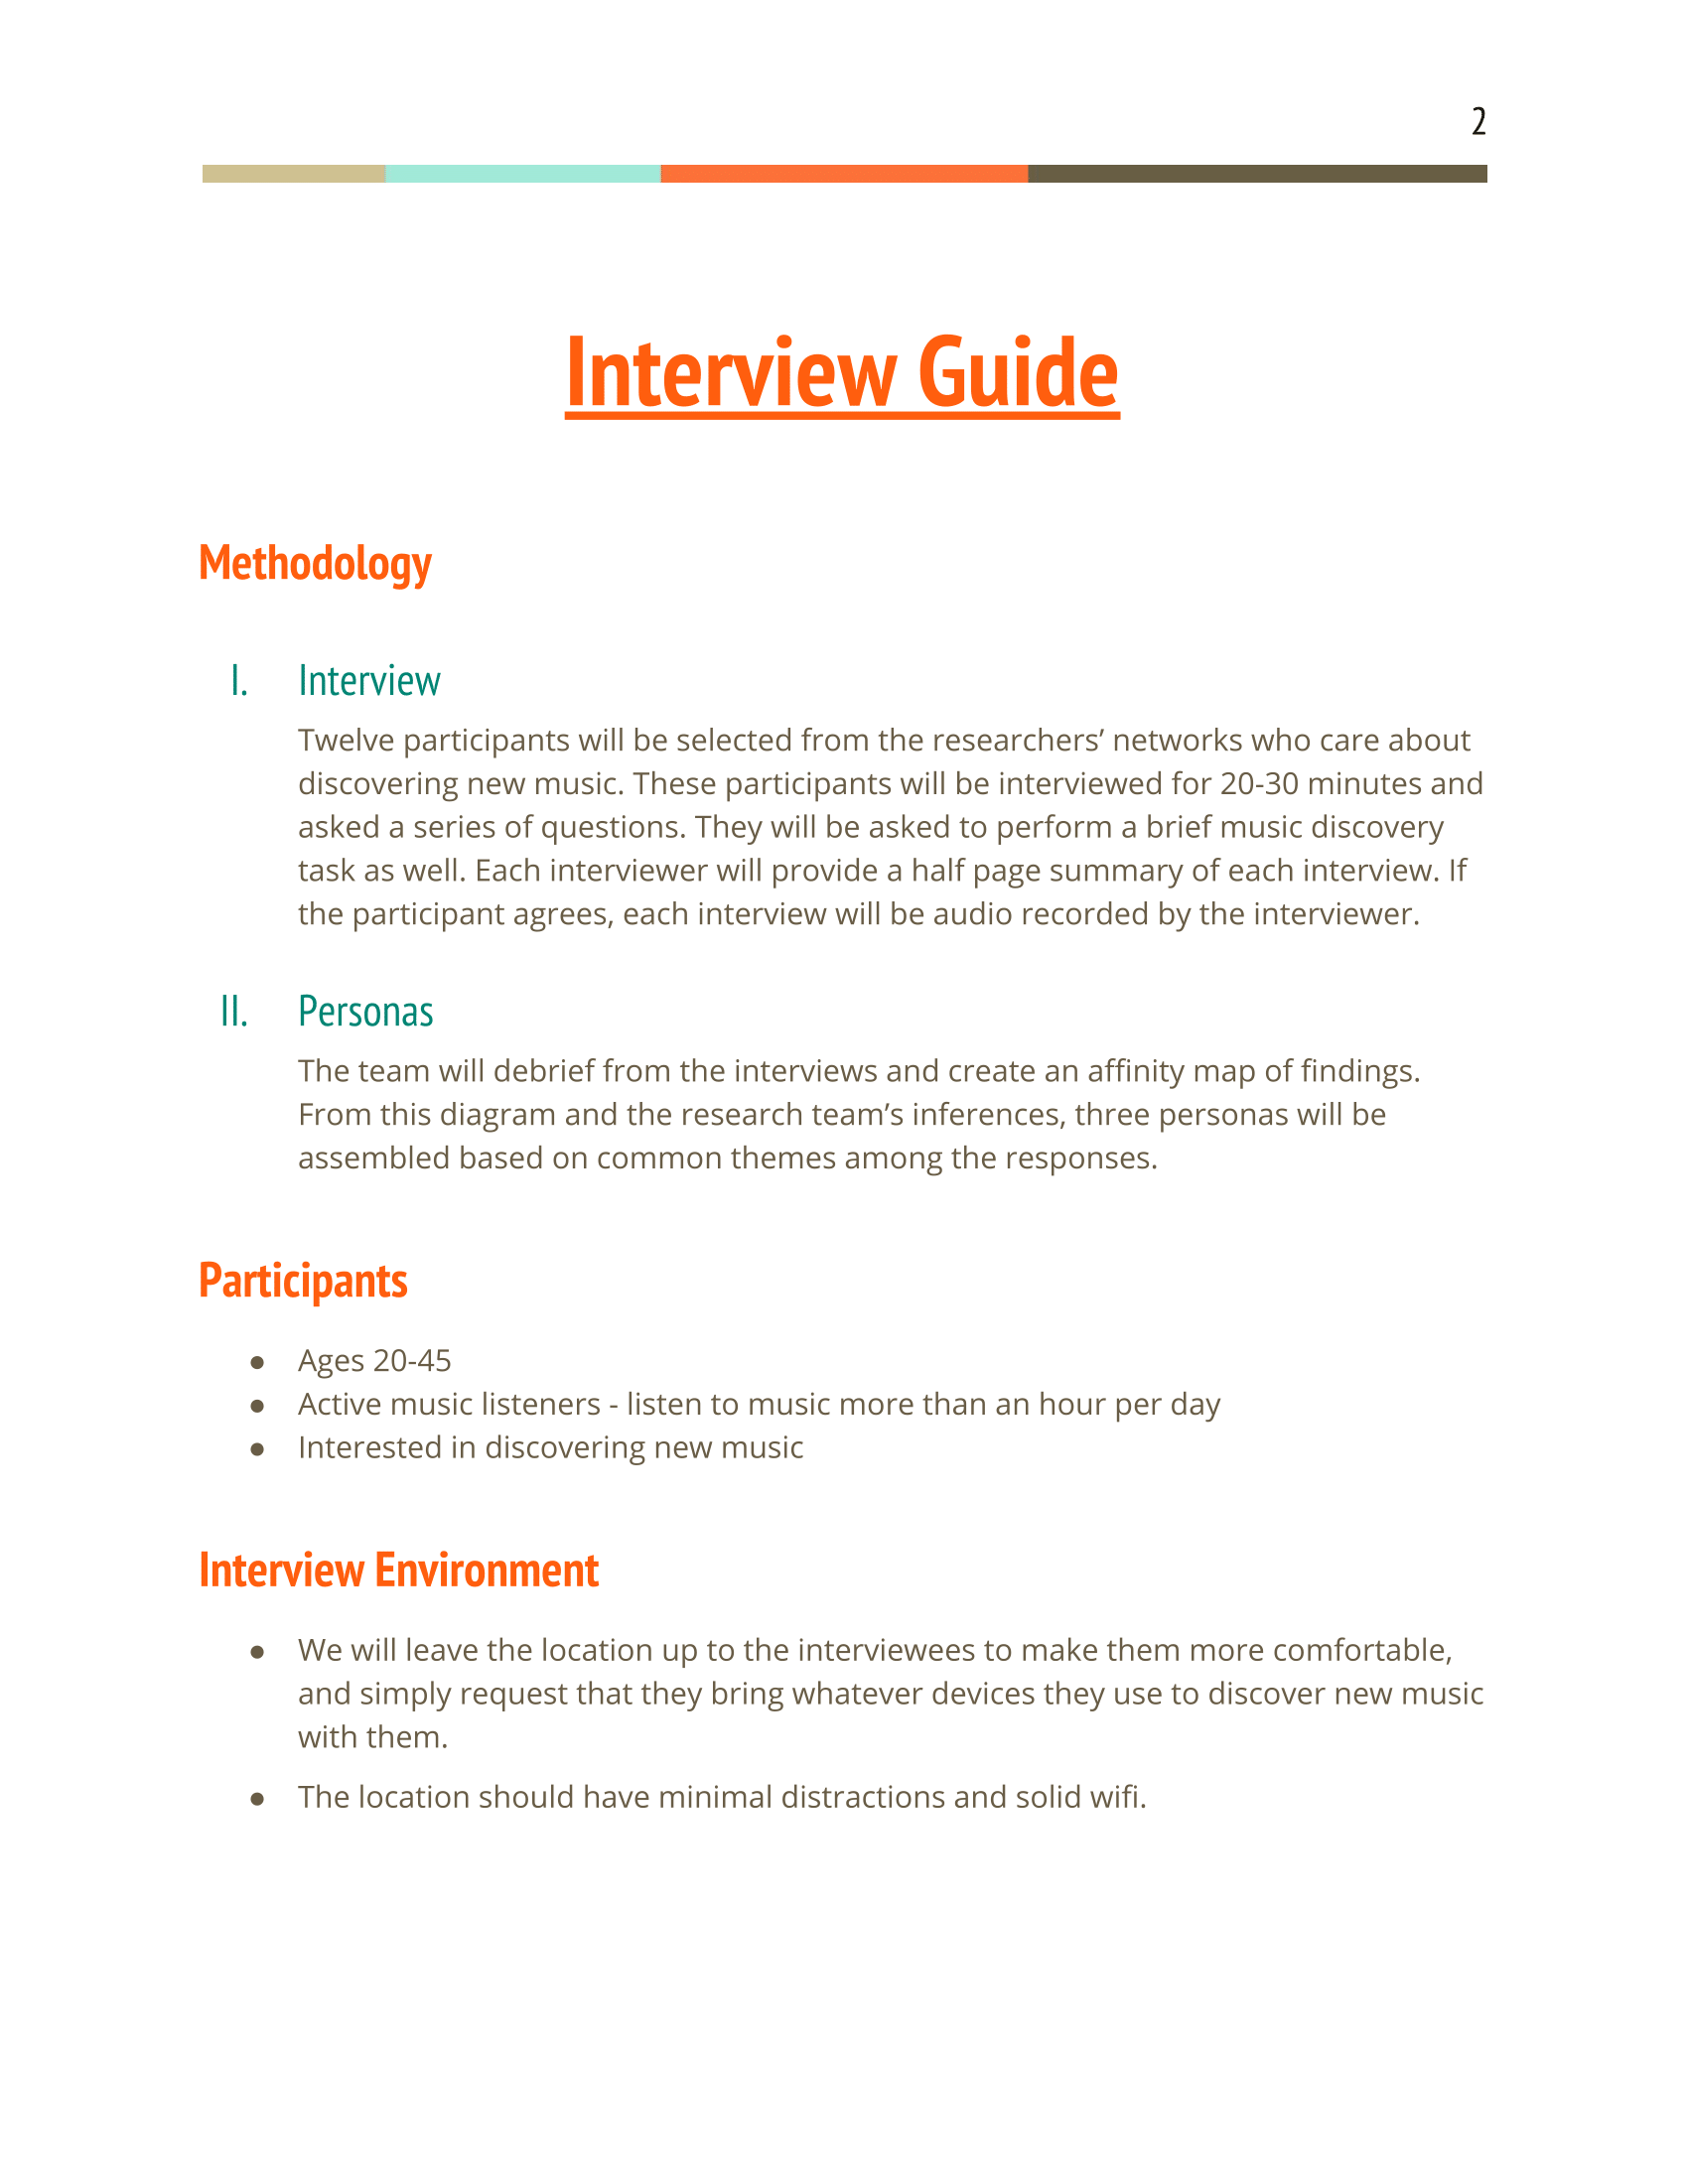 2
Interview Guide
Methodology
I. Interview
Twelve participants will be selected from the researchers’ networks who care about
discovering new music. These participants will be interviewed for 20-30 minutes and
asked a series of questions. They will be asked to perform a brief music discovery
task as well. Each interviewer will provide a half page summary of each interview. If
the participant agrees, each interview will be audio recorded by the interviewer.
II. Personas
The team will debrief from the interviews and create an affinity map of findings.
From this diagram and the research team’s inferences, three personas will be
assembled based on common themes among the responses.
Participants
● Ages 20-45
● Active music listeners - listen to music more than an hour per day
● Interested in discovering new music
Interview Environment
● We will leave the location up to the interviewees to make them more comfortable,
and simply request that they bring whatever devices they use to discover new music
with them.
● The location should have minimal distractions and solid wifi.